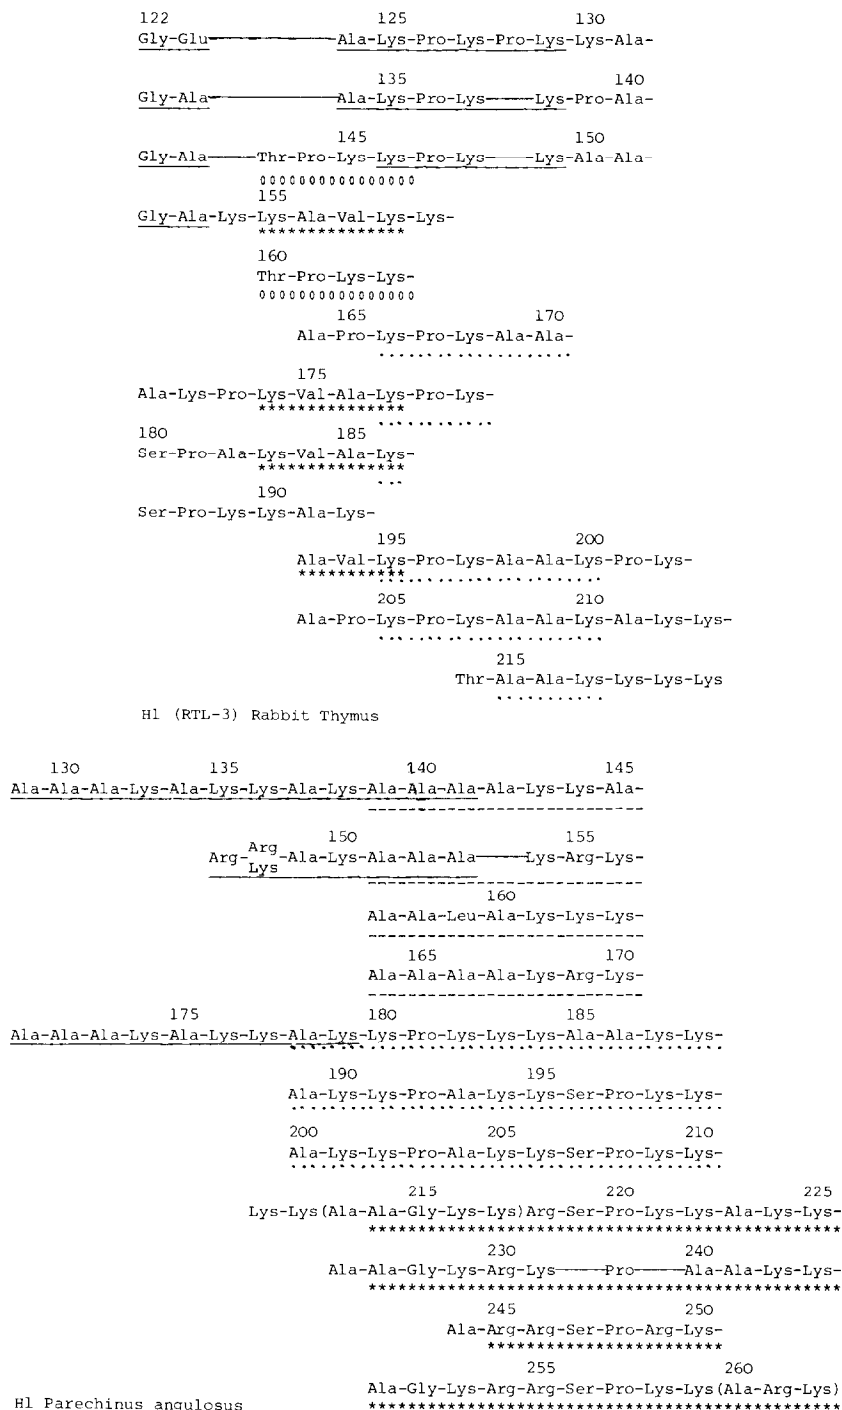 122 125 130
Gly-Glu————Ala-Lys-Pro-Lys-Pro-Lys-Lys-Ala-
135 140
Gly-Ala————Ala-Lys-Pro-Lys——Lys-Pro-Ala-
145 150
Gly-Ala——Thr-Pro-Lys-Lys-Pro-Lys——Lys-Ala-Ala-
0000000000000000
155
Gly-Ala-Lys-Lys-Ala-Val-Lys-Lys-
***************
160
Thr-Pro-Lys-Lys-
0000000000000000
165 170
Ala-Pro-Lys-Pro-Lys-Ala-Ala-
....................
175
Ala-Lys-Pro-Lys-Val-Ala-Lys-Pro-Lys-
***************
............
180 185
Ser-Pro-Ala-Lys-Val-Ala-Lys-
***************
...
190
Ser-Pro-Lys-Lys-Ala-Lys-
195 200
Ala-Val-Lys-Pro-Lys-Ala-Ala-Lys-Pro-Lys-
*********** .......................
205 210
Ala-Pro-Lys-Pro-Lys-Ala-Ala-Lys-Ala-Lys-Lys-
.......................
215
Thr-Ala-Ala-Lys-Lys-Lys-Lys
...........
H1 (RTL-3) Rabbit Thymus
130 135 140 145
Ala-Ala-Ala-Lys-Ala-Lys-Lys-Ala-Lys-Ala-Ala-Ala-Ala-Lys-Lys-Ala-
----------------------------
150 155
Arg-Arg-Ala-Lys-Ala-Ala-Ala——Lys-Arg-Lys-
Lys
----------------------------
160
Ala-Ala-Leu-Ala-Lys-Lys-Lys-
----------------------------
165 170
Ala-Ala-Ala-Ala-Lys-Arg-Lys-
----------------------------
175 180 185
Ala-Ala-Ala-Lys-Ala-Lys-Lys-Ala-Lys-Lys-Pro-Lys-Lys-Lys-Ala-Ala-Lys-Lys-
............................................
190 195
Ala-Lys-Lys-Pro-Ala-Lys-Lys-Ser-Pro-Lys-Lys-
............................................
200 205 210
Ala-Lys-Lys-Pro-Ala-Lys-Lys-Ser-Pro-Lys-Lys-
............................................
215 220 225
Lys-Lys(Ala-Ala-Gly-Lys-Lys)Arg-Ser-Pro-Lys-Lys-Ala-Lys-Lys-
************************************************
230 240
Ala-Ala-Gly-Lys-Arg-Lys——Pro——Ala-Ala-Lys-Lys-
************************************************
245 250
Ala-Arg-Arg-Ser-Pro-Arg-Lys-
************************
255 260
Ala-Gly-Lys-Arg-Arg-Ser-Pro-Lys-Lys(Ala-Arg-Lys)
************************************************
H1 Parechinus angulosus